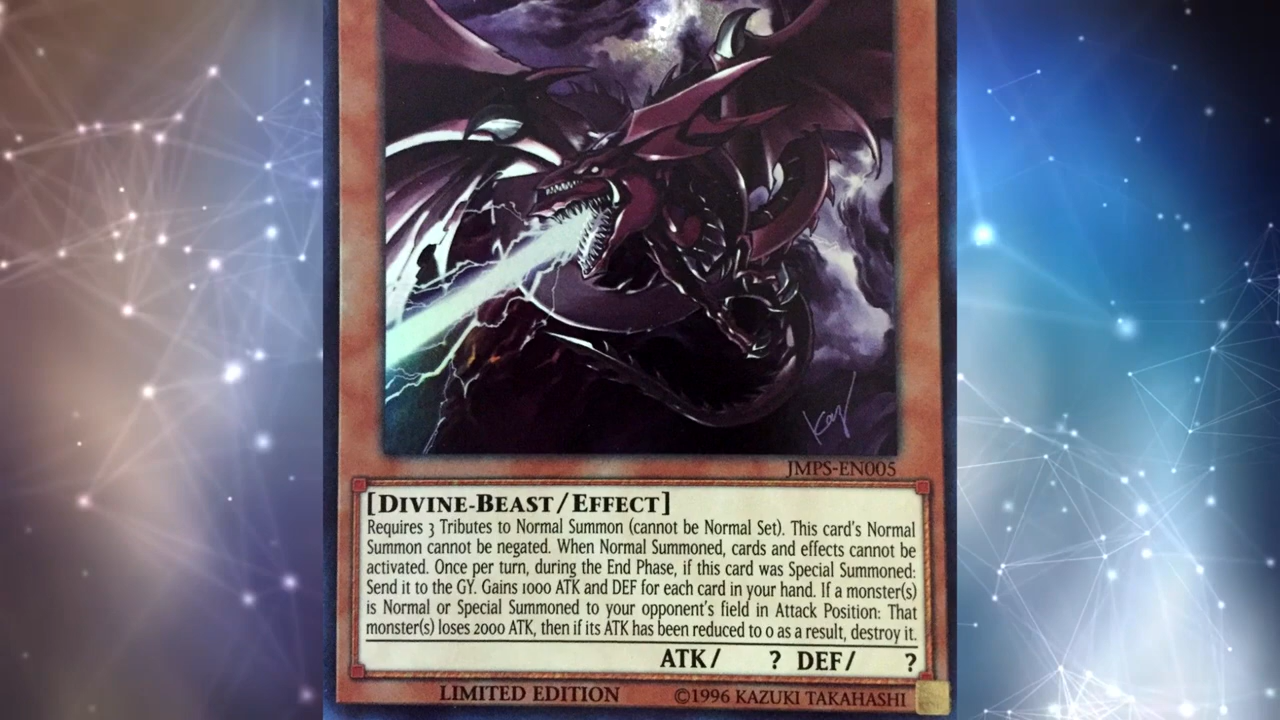 Kaz
JMPS-EN005
[DIVINE-BEAST/EFFECT]
Requires 3 Tributes to Normal Summon (cannot be Normal Set). This card's Normal
Summon cannot be negated. When Normal Summoned, cards and effects cannot be
activated. Once per turn, during the End Phase, if this card was Special Summoned:
Send it to the GY. Gains 1000 ATK and DEF for each card in your hand. If a monster(s)
is Normal or Special Summoned to your opponent's field in Attack Position: That
monster(s) loses 2000 ATK, then if its ATK has been reduced to 0 as a result, destroy it.
ATK/ ? DEF/ ?
LIMITED EDITION ©1996 KAZUKI TAKAHASHI